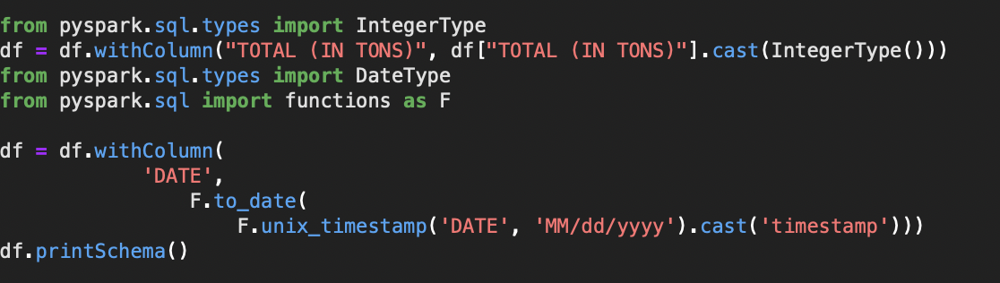 from pyspark.sql.types import IntegerType
df = df.withColumn("TOTAL (IN TONS)", df["TOTAL (IN TONS)"].cast(IntegerType()))
from pyspark.sql.types import DateType
from pyspark.sql import functions as F
df = df.withColumn(
'DATE',
F.to_date(
F.unix_timestamp('DATE', 'MM/dd/yyyy').cast('timestamp')))
df.printSchema()